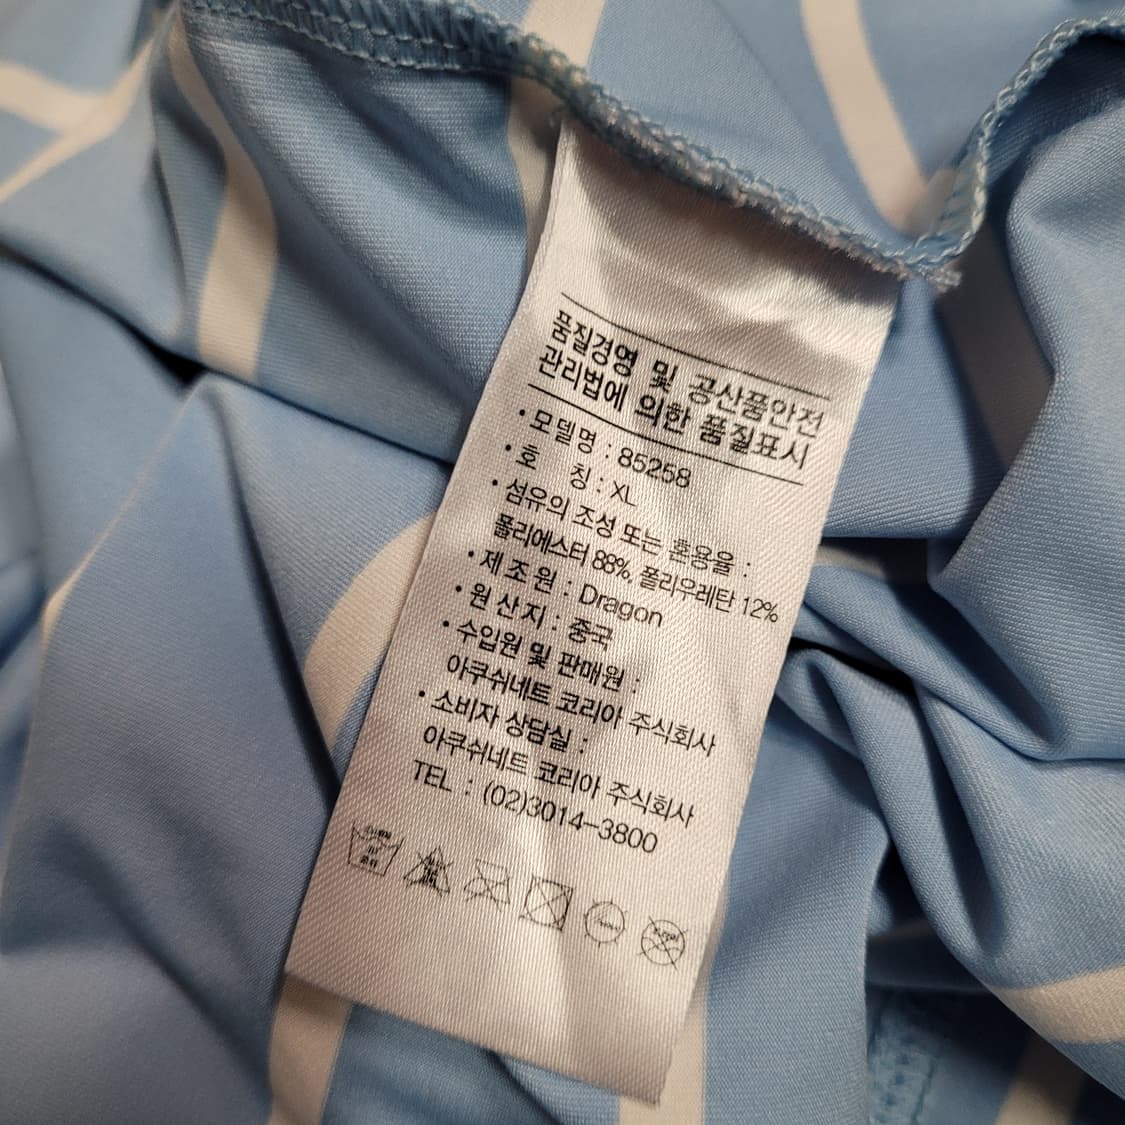 품질경영 및 공산품안전
관리법에 의한 품질표시
• 모델명 : 85258
• 호 칭 : XL
• 섬유의 조성 또는 혼용율 :
폴리에스터 88%, 폴리우레탄 12%
• 제 조 원 : Dragon
• 원 산 지 : 중국
• 수입원 및 판매원 :
아쿠쉬네트 코리아 주식회사
• 소비자 상담실 :
아쿠쉬네트 코리아 주식회사
TEL : (02)3014-3800